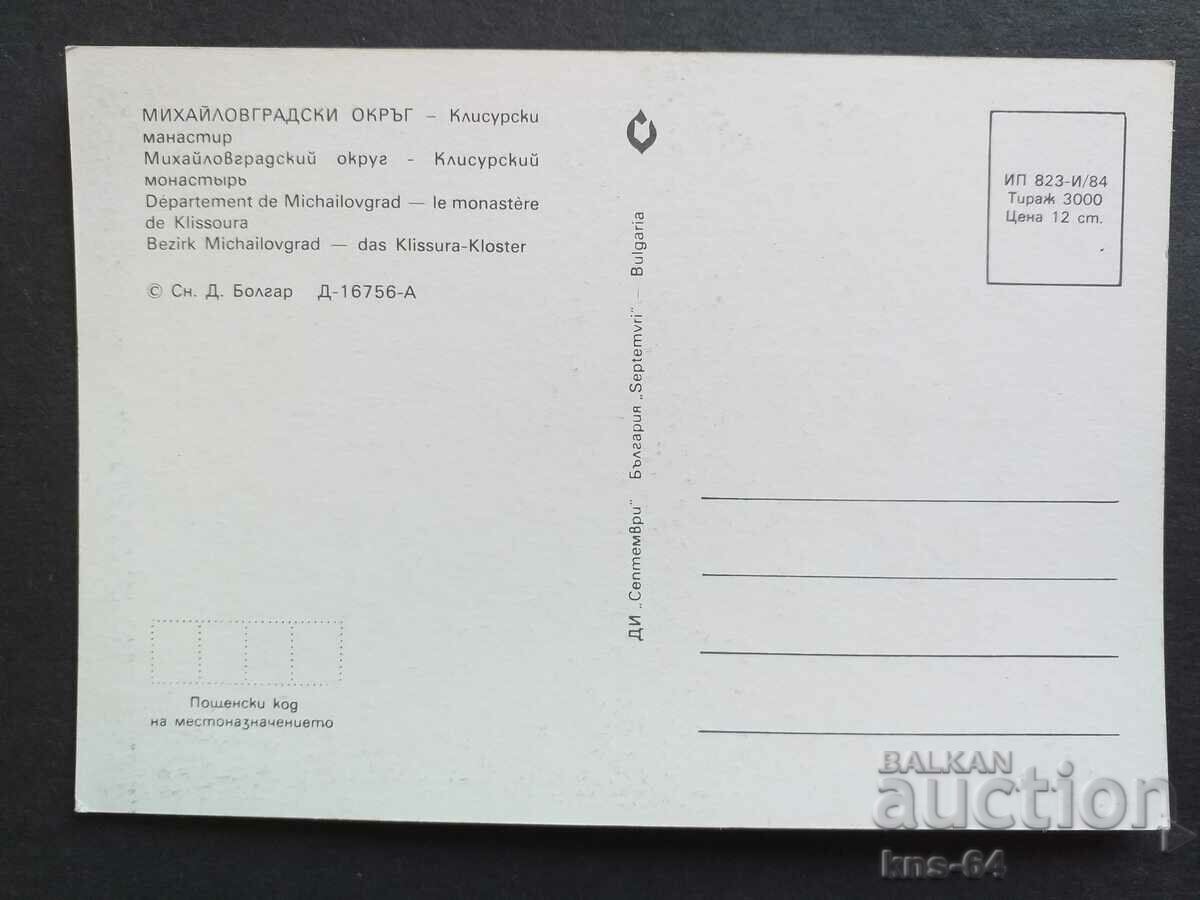 МИХАЙЛОВГРАДСКИ ОКРЪГ – Клисурски
манастир
Михайловградский округ - Клисурский
монастырь
Département de Michailovgrad — le monastère
de Klissoura
Bezirk Michailovgrad — das Klissura-Kloster
© Сн. Д. Болгар Д-16756-А
ДИ „Септември" България „Septemvri" — Bulgaria
ИП 823-И/84
Тираж 3000
Цена 12 ст.
Пощенски код
на местоназначението
BALKAN
auction
kns-64